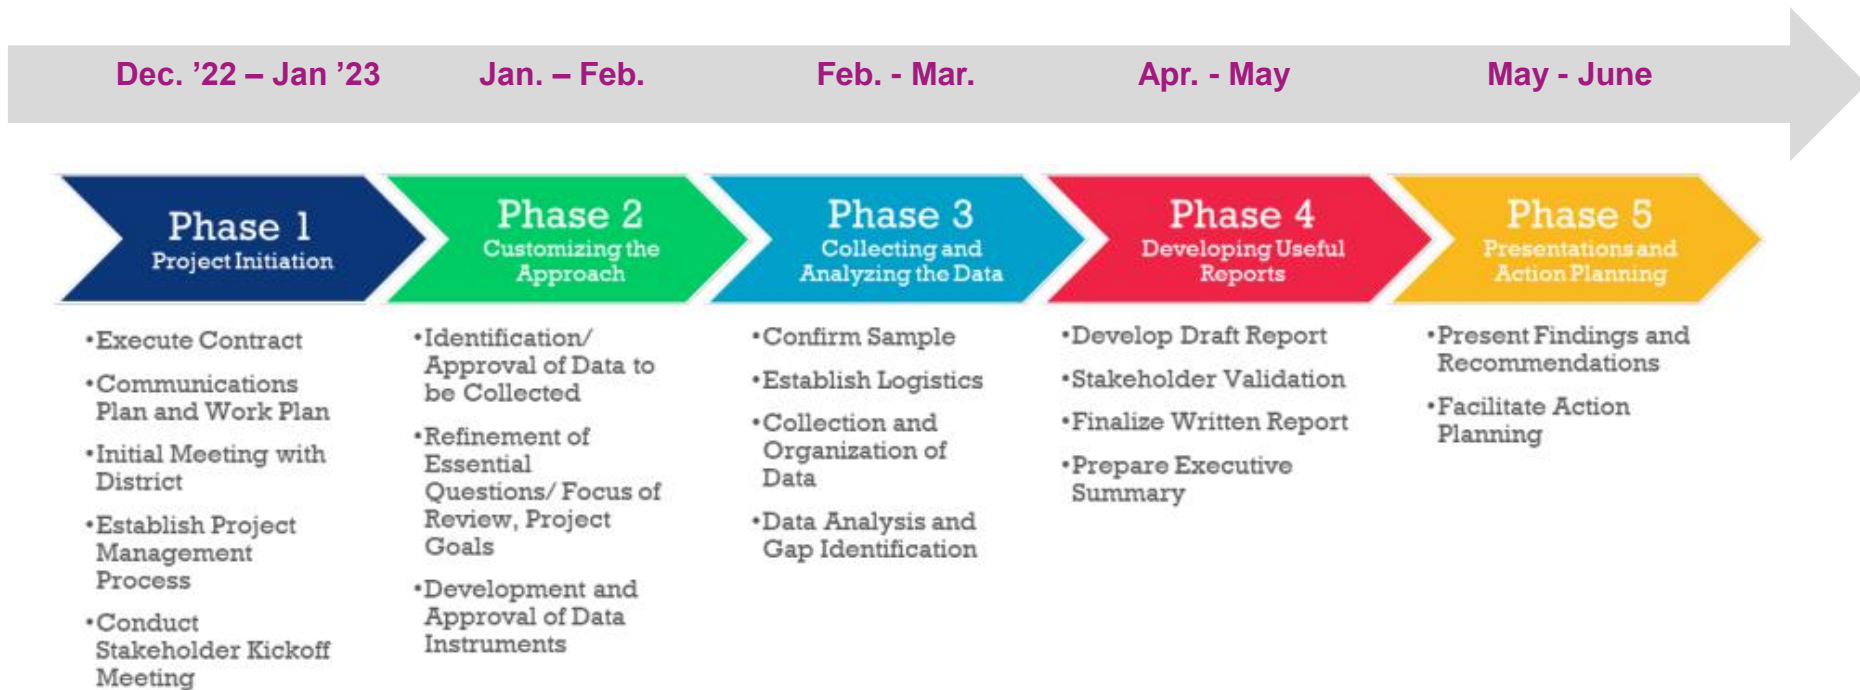 Dec. ’22 – Jan ’23
Jan. – Feb.
Feb. - Mar.
Apr. - May
May - June
Phase 1
Project Initiation
•Execute Contract
•Communications
Plan and Work Plan
•Initial Meeting with
District
•Establish Project
Management
Process
•Conduct
Stakeholder Kickoff
Meeting
Phase 2
Customizing the
Approach
•Identification/
Approval of Data to
be Collected
•Refinement of
Essential
Questions/ Focus of
Review, Project
Goals
•Development and
Approval of Data
Instruments
Phase 3
Collecting and
Analyzing the Data
•Confirm Sample
•Establish Logistics
•Collection and
Organization of
Data
•Data Analysis and
Gap Identification
Phase 4
Developing Useful
Reports
•Develop Draft Report
•Stakeholder Validation
•Finalize Written Report
•Prepare Executive
Summary
Phase 5
Presentations and
Action Planning
•Present Findings and
Recommendations
•Facilitate Action
Planning